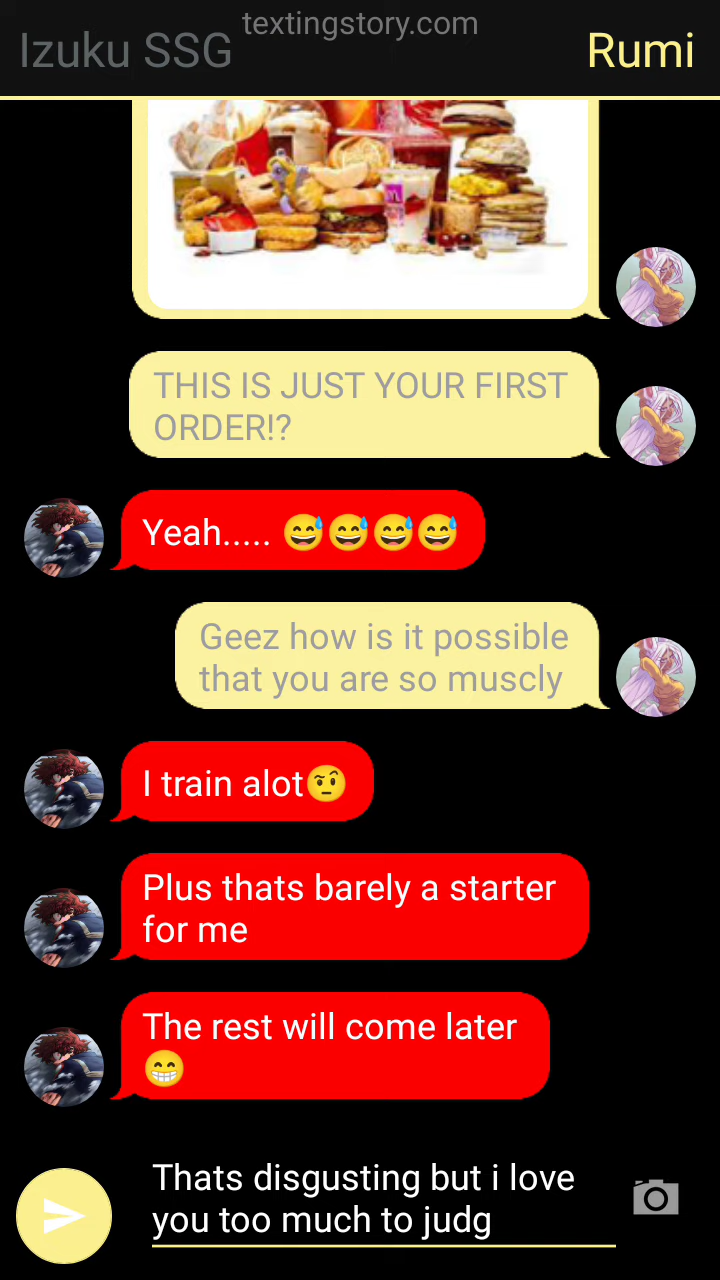 textingstory.com
Izuku SSG
Rumi
THIS IS JUST YOUR FIRST
ORDER!?
Yeah..... 😅😅😅😅
Geez how is it possible
that you are so muscly
I train alot🤨
Plus thats barely a starter
for me
The rest will come later
😁
Thats disgusting but i love
you too much to judg